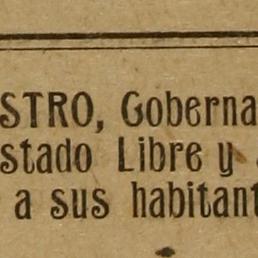 STRO, Goberna
stado Libre y
a sus habitant